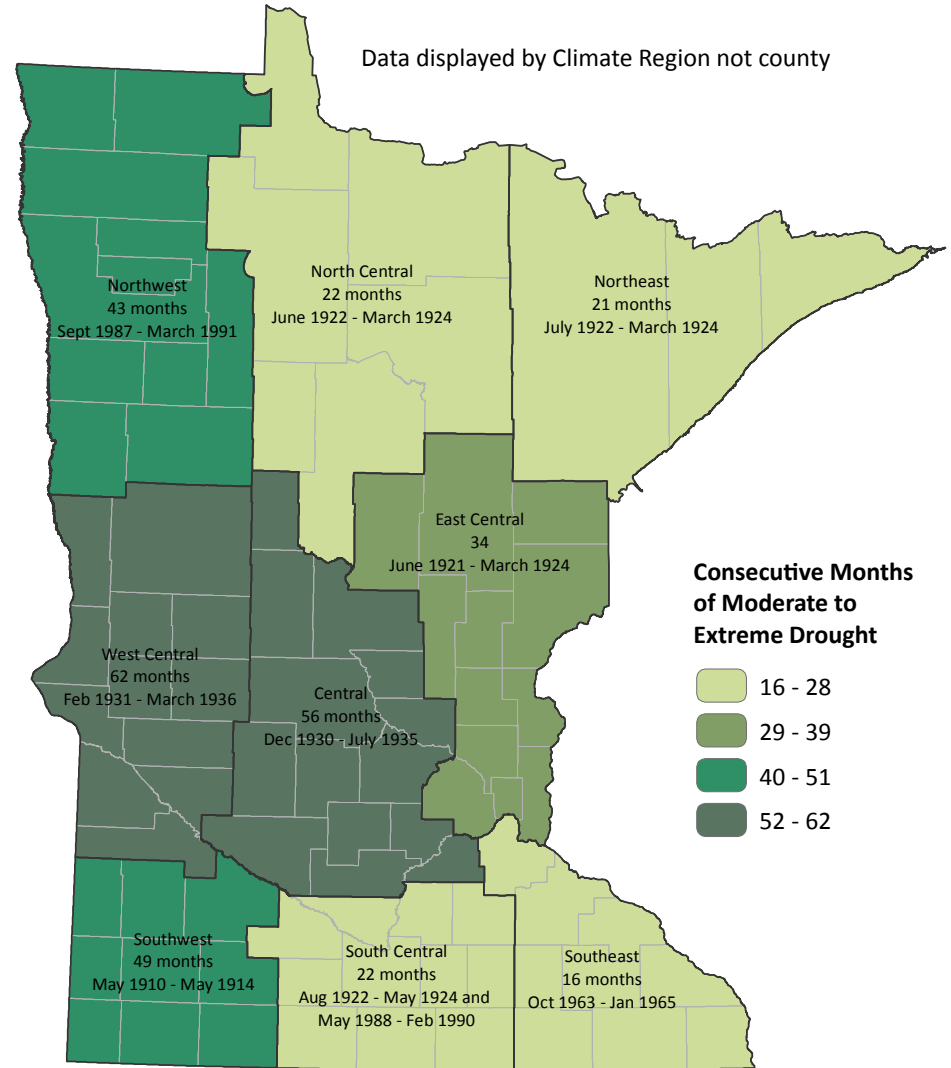 Data displayed by Climate Region not county
North Central
22 months
June 1922 - March 1924
Northeast
21 months
July 1922 - March 1924
Northwest
43 months
Sept 1987 - March 1991
East Central
34
June 1921 - March 1924
West Central
62 months
Feb 1931 - March 1936
Central
56 months
Dec 1930 - July 1935
Consecutive Months
of Moderate to
Extreme Drought
16 - 28
29 - 39
40 - 51
52 - 62
Southwest
49 months
May 1910 - May 1914
South Central
22 months
Aug 1922 - May 1924 and
May 1988 - Feb 1990
Southeast
16 months
Oct 1963 - Jan 1965